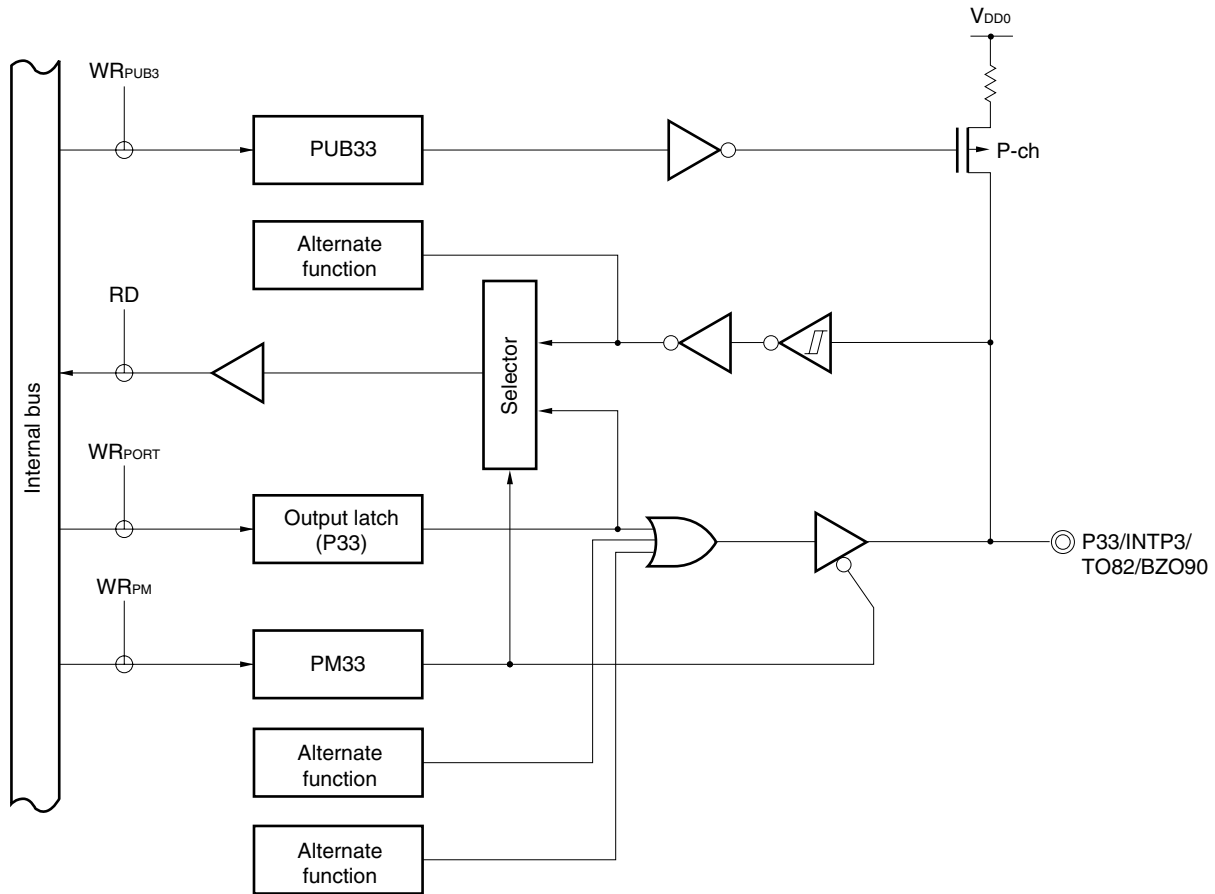 VDD0
WRPUB3
PUB33
P-ch
Alternate
function
RD
Selector
Internal bus
WRPORT
Output latch
(P33)
P33/INTP3/
TO82/BZO90
WRPM
PM33
Alternate
function
Alternate
function